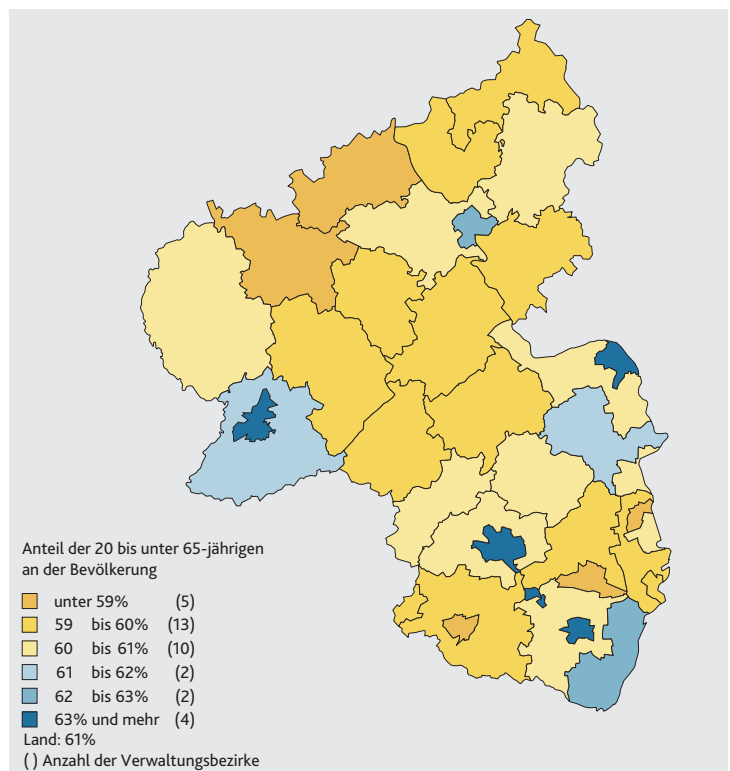 Anteil der 20 bis unter 65-jährigen
an der Bevölkerung
unter 59% (5)
59 bis 60% (13)
60 bis 61% (10)
61 bis 62% (2)
62 bis 63% (2)
63% und mehr (4)
Land: 61%
( ) Anzahl der Verwaltungsbezirke